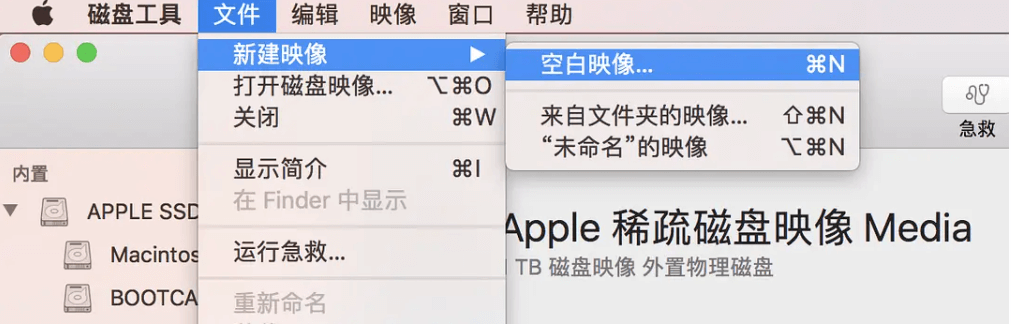 磁盘工具 文件 编辑 映像 窗口 帮助
新建映像 ▶
空白映像... ⌘N
打开磁盘映像... ⌥⌘O
关闭 ⌘W
来自文件夹的映像... ⇧⌘N
“未命名”的映像 ⌥⌘N
急救
内置
显示简介 ⌘I
在 Finder 中显示
APPLE SSD
Macintos
BOOTCA
运行急救...
重新命名
Apple 稀疏磁盘映像 Media
TB 磁盘映像 外置物理磁盘